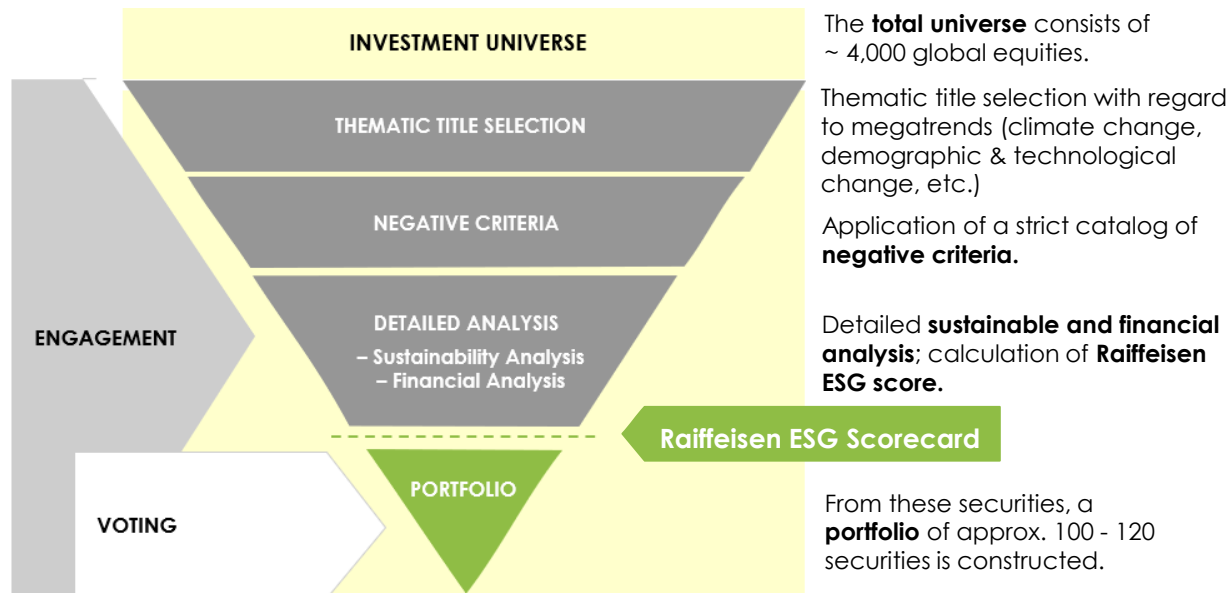 INVESTMENT UNIVERSE
The total universe consists of
~ 4,000 global equities.
THEMATIC TITLE SELECTION
Thematic title selection with regard
to megatrends (climate change,
demographic & technological
change, etc.)
NEGATIVE CRITERIA
Application of a strict catalog of
negative criteria.
ENGAGEMENT
DETAILED ANALYSIS
– Sustainability Analysis
– Financial Analysis
Detailed sustainable and financial
analysis; calculation of Raiffeisen
ESG score.
Raiffeisen ESG Scorecard
PORTFOLIO
VOTING
From these securities, a
portfolio of approx. 100 - 120
securities is constructed.